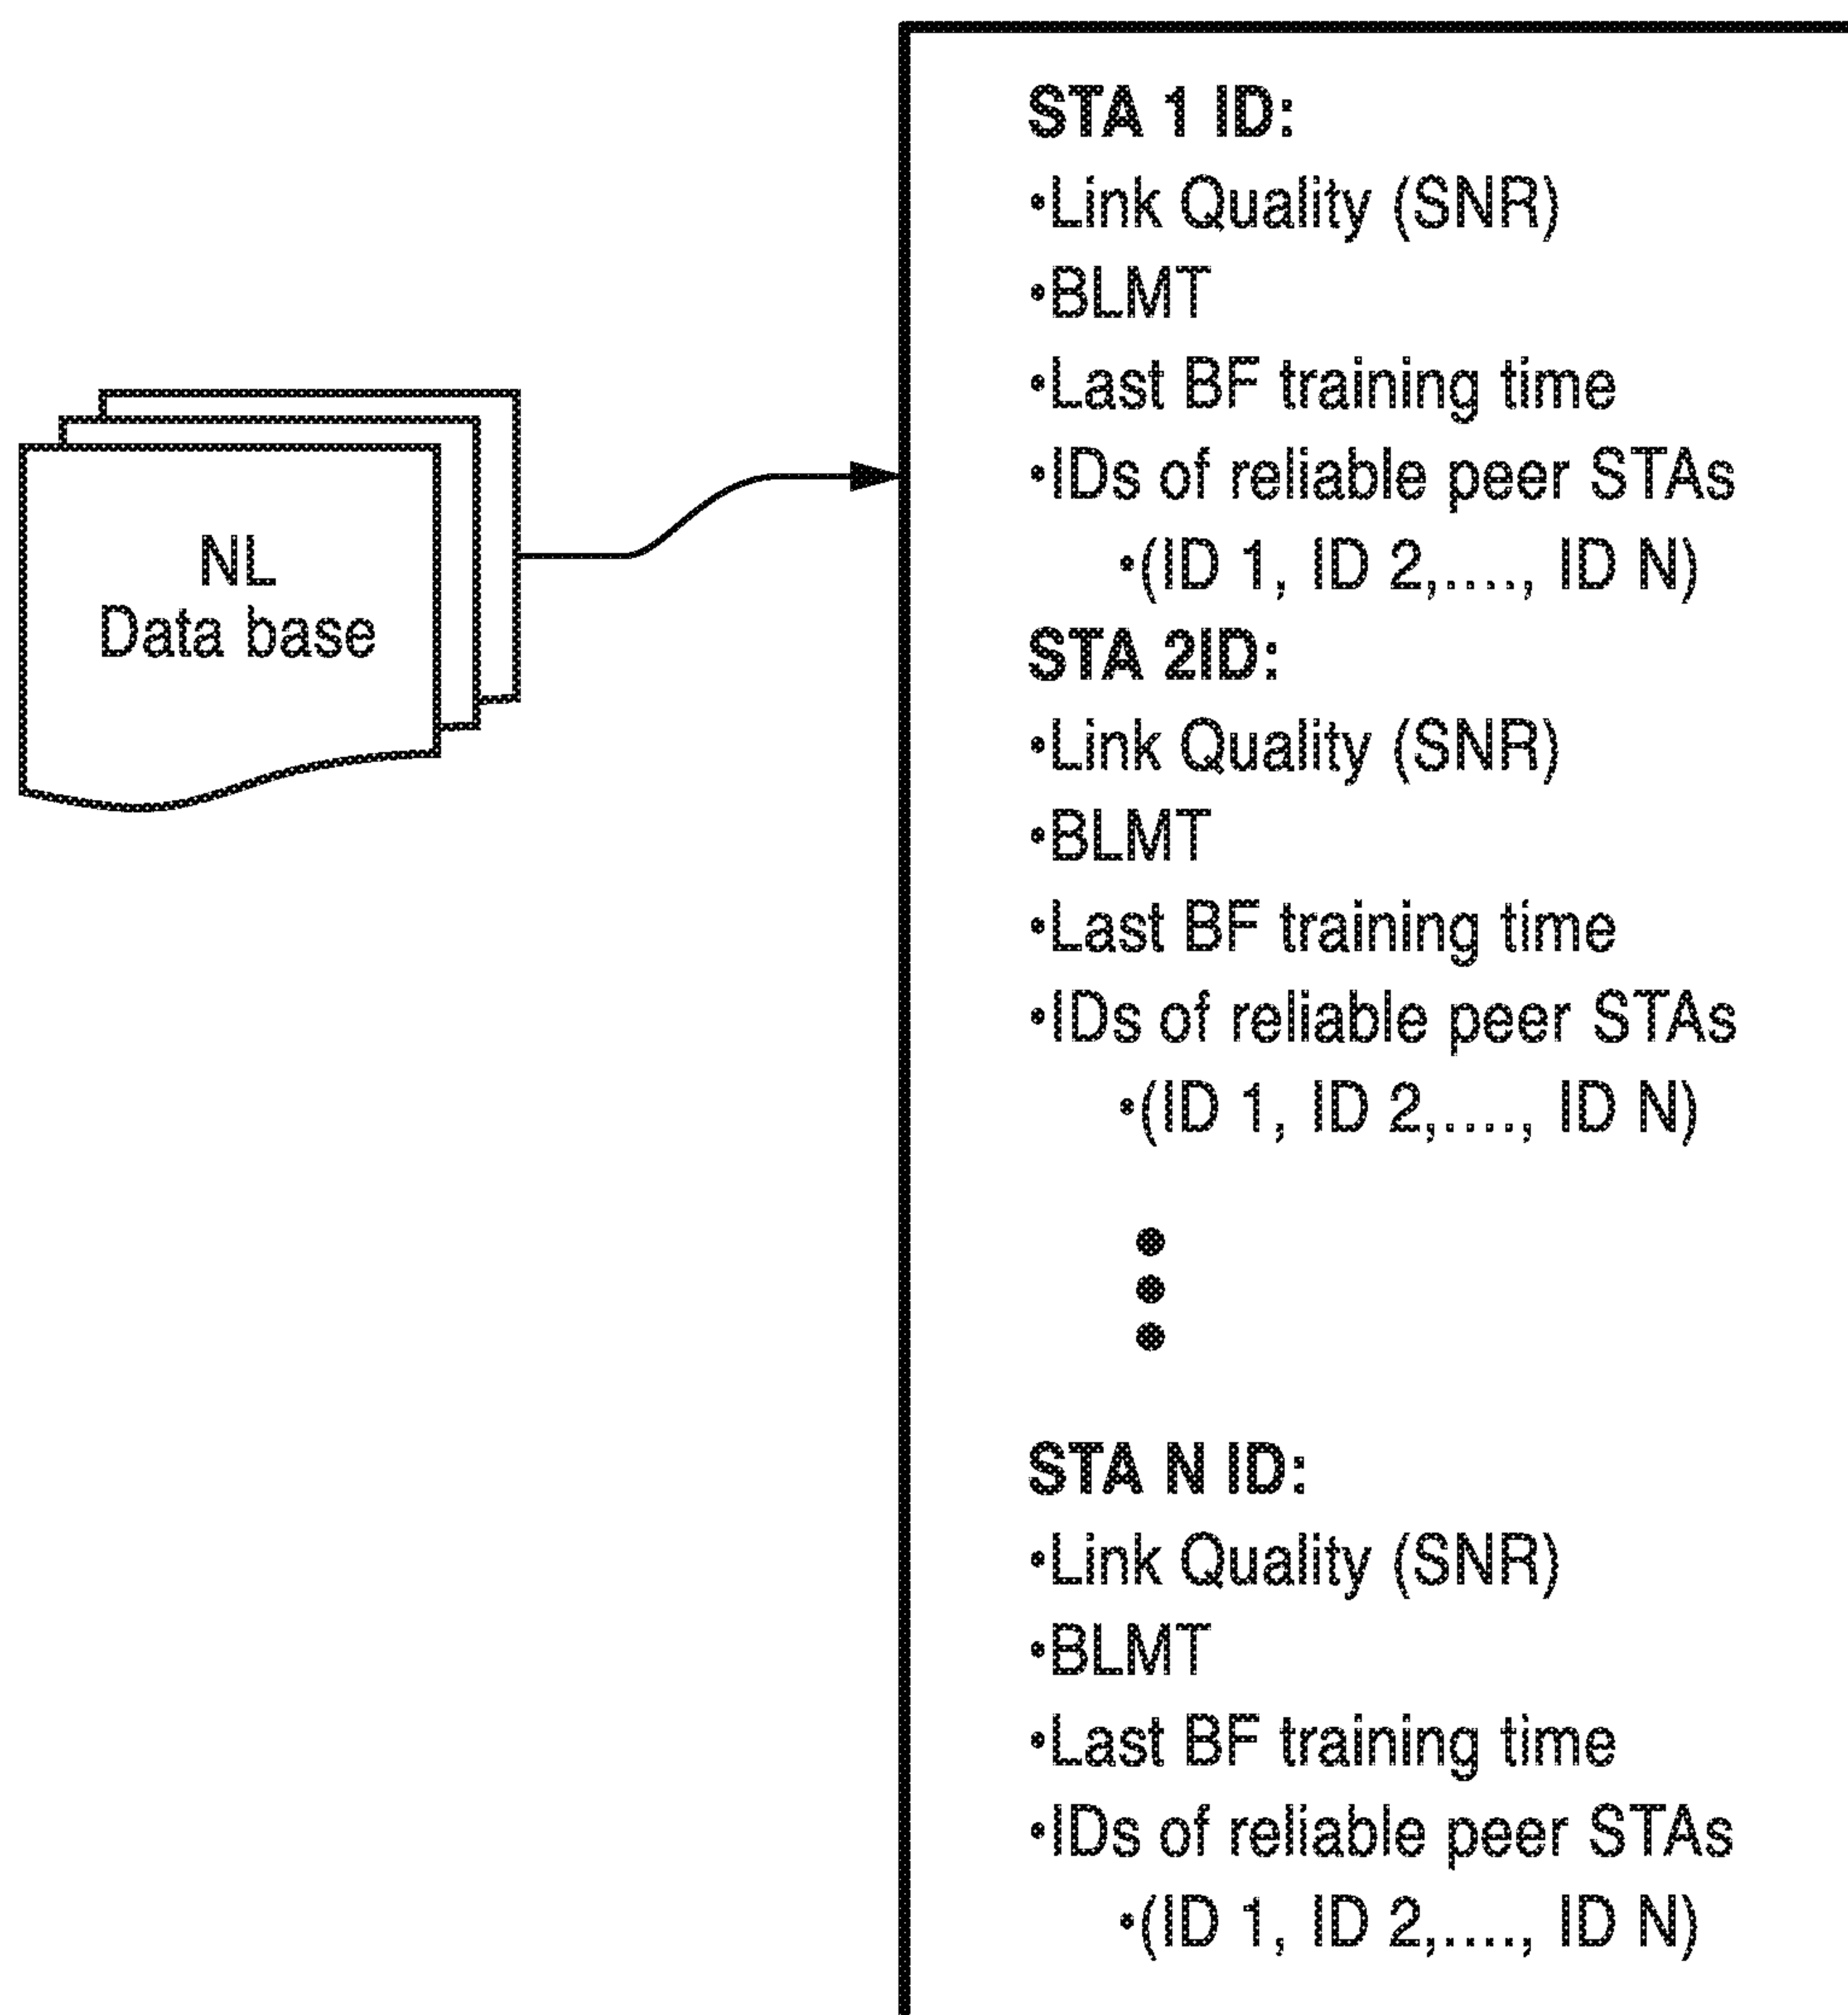 NL
Data base
STA 1 ID:
•Link Quality (SNR)
•BLMT
•Last BF training time
•IDs of reliable peer STAs
•(ID 1, ID 2,...., ID N)
STA 2ID:
•Link Quality (SNR)
•BLMT
•Last BF training time
•IDs of reliable peer STAs
•(ID 1, ID 2,...., ID N)
STA N ID:
•Link Quality (SNR)
•BLMT
•Last BF training time
•IDs of reliable peer STAs
•(ID 1, ID 2,...., ID N)